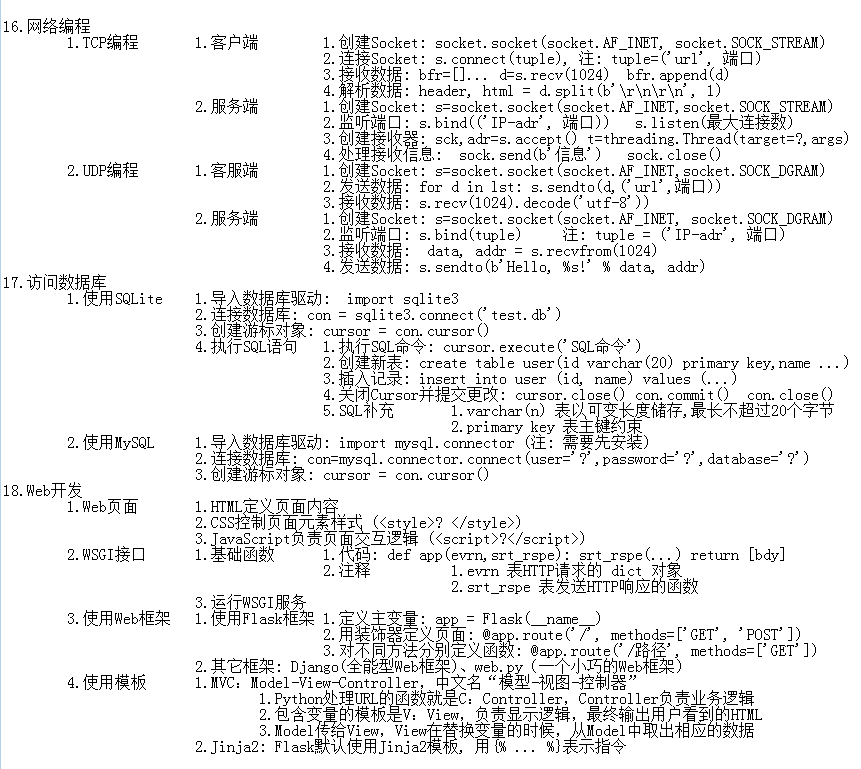 16.网络编程
1.TCP编程 1.客户端 1.创建Socket: socket.socket(socket.AF_INET, socket.SOCK_STREAM)
2.连接Socket: s.connect(tuple), 注: tuple=('url', 端口)
3.接收数据: bfr=[]... d=s.recv(1024) bfr.append(d)
4.解析数据: header, html = d.split(b'\r\n\r\n', 1)
2.服务端 1.创建Socket: s=socket.socket(socket.AF_INET,socket.SOCK_STREAM)
2.监听端口: s.bind(('IP-adr', 端口)) s.listen(最大连接数)
3.创建接收器: sck,adr=s.accept() t=threading.Thread(target=?,args)
4.处理接收信息: sck.send(b'信息') sock.close()
2.UDP编程 1.客服端 1.创建Socket: s=socket.socket(socket.AF_INET,socket.SOCK_DGRAM)
2.发送数据: for d in lst: s.sendto(d,('url',端口))
3.接收数据: s.recv(1024).decode('utf-8'))
2.服务端 1.创建Socket: s=socket.socket(socket.AF_INET, socket.SOCK_DGRAM)
2.监听端口: s.bind(tuple) 注: tuple = ('IP-adr', 端口)
3.接收数据: data, addr = s.recvfrom(1024)
4.发送数据: s.sendto(b'Hello, %s!' % data, addr)
17.访问数据库
1.使用SQLite 1.导入数据库驱动: import sqlite3
2.连接数据库: con = sqlite3.connect('test.db')
3.创建游标对象: cursor = con.cursor()
4.执行SQL语句 1.执行SQL命令: cursor.execute('SQL命令')
2.创建新表: create table user(id varchar(20) primary key,name ...)
3.插入记录: insert into user (id, name) values (...)
4.关闭Cursor并提交更改: cursor.close() con.commit() con.close()
5.SQL补充 1.varchar(n) 表以可变长度储存,最长不超过20个字节
2.primary key 表主键约束
2.使用MySQL 1.导入数据库驱动: import mysql.connector (注: 需要先安装)
2.连接数据库: con=mysql.connector.connect(user='?',password='?',database='?')
3.创建游标对象: cursor = con.cursor()
18.Web开发
1.Web页面 1.HTML定义页面内容
2.CSS控制页面元素样式 (<style>? </style>)
3.JavaScript负责页面交互逻辑 (<script>?</script>)
2.WSGI接口 1.基础函数 1.代码: def app(evrn,srt_rspe): srt_rspe(...) return [bdy]
2.注释 1.evrn 表HTTP请求的 dict 对象
2.srt_rspe 表发送HTTP响应的函数
3.运行WSGI服务
3.使用Web框架 1.使用Flask框架 1.定义主变量: app = Flask(__name__)
2.用装饰器定义页面: @app.route('/', methods=['GET', 'POST'])
3.对不同方法分别定义函数: @app.route('/路径', methods=['GET'])
2.其它框架: Django(全能型Web框架)、web.py (一个小巧的Web框架)
4.使用模板 1.MVC：Model-View-Controller，中文名“模型-视图-控制器”
1.Python处理URL的函数就是C：Controller，Controller负责业务逻辑
2.包含变量的模板是V：View，负责显示逻辑，最终输出用户看到的HTML
3.Model传给View，View在替换变量的时候，从Model中取出相应的数据
2.Jinja2: Flask默认使用Jinja2模板, 用{% ... %}表示指令